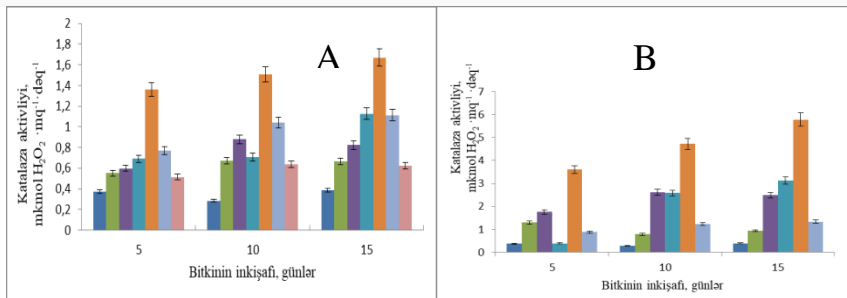 A
Katalaza aktivliyi,
mkmol H₂O₂ ·mq⁻¹·dəq⁻¹
2
1,8
1,6
1,4
1,2
1
0,8
0,6
0,4
0,2
0
5 10 15
Bitkinin inkişafı, günlər
B
Katalaza aktivliyi,
mkmol H₂O₂ ·mq⁻¹·dəq⁻¹
7
6
5
4
3
2
1
0
5 10 15
Bitkinin inkişafı, günlər